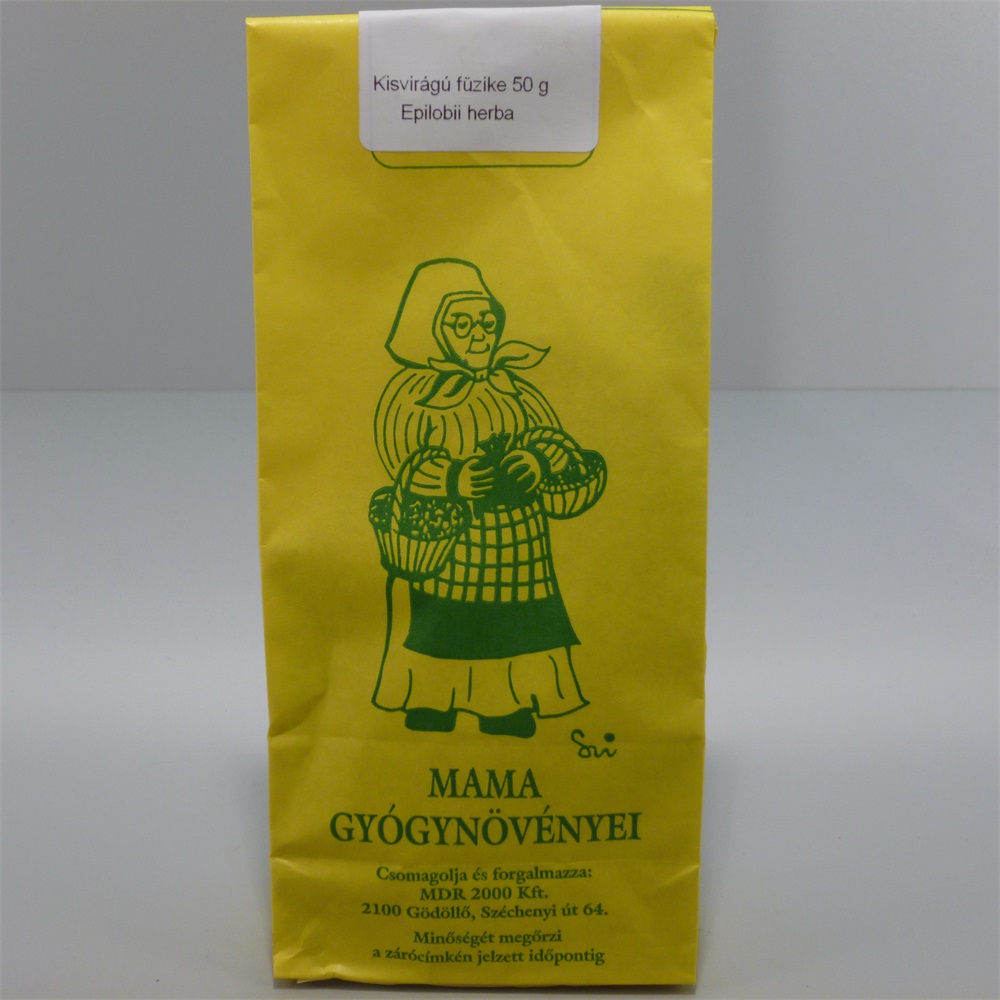 Kisvirágú füzike 50 g
Epilobii herba
Sri
MAMA
GYÓGYNÖVÉNYEI
Csomagolja és forgalmazza:
MDR 2000 Kft.
2100 Gödöllő, Széchenyi út 64.
Minőségét megőrzi
a zárócímkén jelzett időpontig